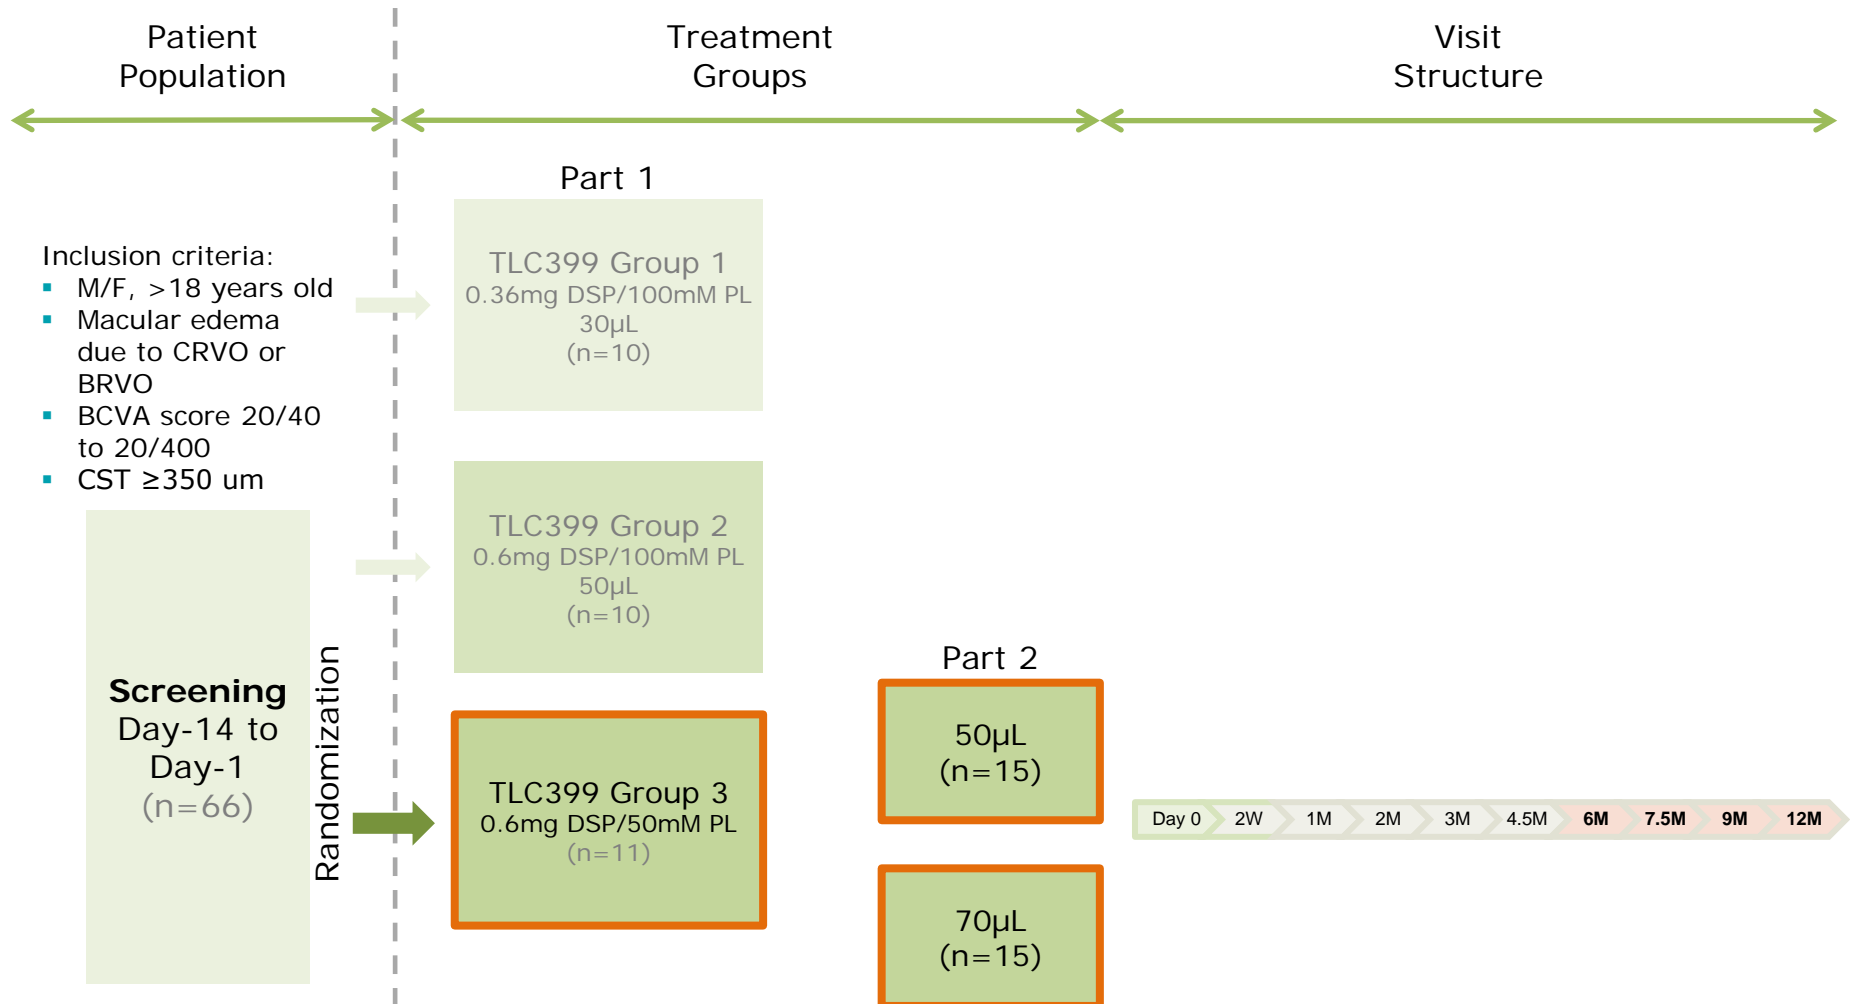 Patient
Population
Treatment
Groups
Visit
Structure
Inclusion criteria:
▪ M/F, >18 years old
▪ Macular edema
due to CRVO or
BRVO
▪ BCVA score 20/40
to 20/400
▪ CST ≥350 um
Screening
Day-14 to
Day-1
(n=66)
Randomization
Part 1
TLC399 Group 1
0.36mg DSP/100mM PL
30µL
(n=10)
TLC399 Group 2
0.6mg DSP/100mM PL
50µL
(n=10)
TLC399 Group 3
0.6mg DSP/50mM PL
(n=11)
Part 2
50µL
(n=15)
70µL
(n=15)
Day 0 2W 1M 2M 3M 4.5M 6M 7.5M 9M 12M